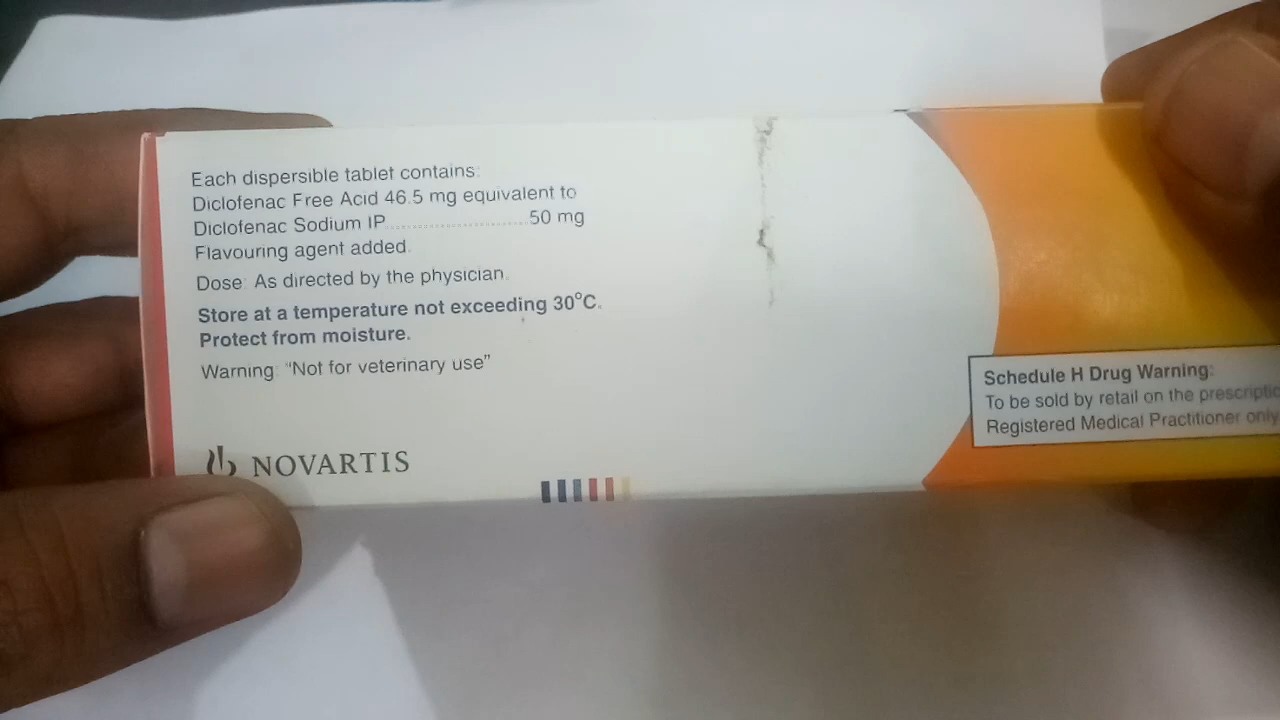 Each dispersible tablet contains:
Diclofenac Free Acid 46.5 mg equivalent to
Diclofenac Sodium IP..............................50 mg
Flavouring agent added.
Dose: As directed by the physician.
Store at a temperature not exceeding 30°C.
Protect from moisture.
Warning: “Not for veterinary use”
NOVARTIS
Schedule H Drug Warning:
To be sold by retail on the
Registered Medical Practitioner only